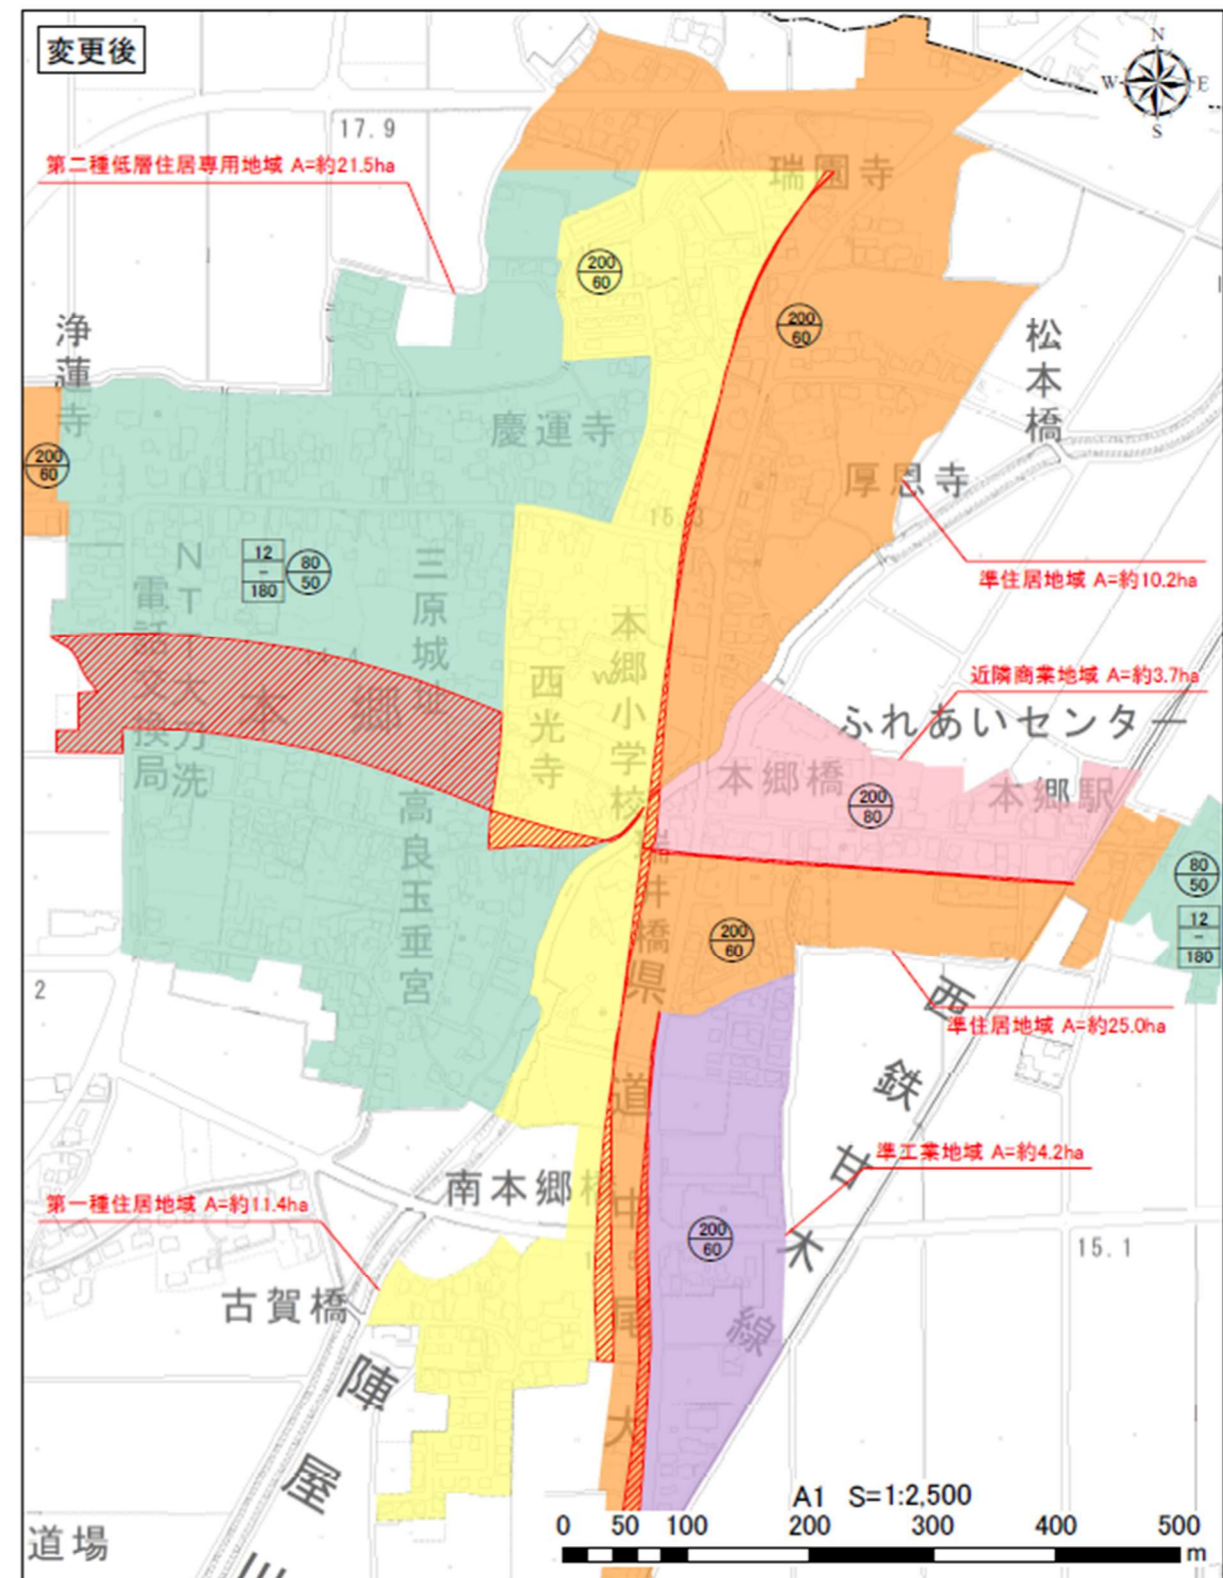 変更後
N
W
E
S
17.9
第二種低層住居専用地域 A=約21.5ha
瑞園寺
200
60
200
60
浄蓮寺
松本橋
慶運寺
200
60
厚恩寺
15.3
12
-
180
80
50
準住居地域 A=約10.2ha
NTT大刀洗
電話交換局
三原城址
本郷小学校
西光寺
近隣商業地域 A=約3.7ha
ふれあいセンター
本郷
本郷橋
本郷駅
200
80
高良玉垂宮
80
50
12
-
180
200
60
2
準住居地域 A=約25.0ha
県道中尾大
西鉄甘木線
準工業地域 A=約4.2ha
南本郷
第一種住居地域 A=約11.4ha
200
60
15.1
古賀橋
陣屋川
A1 S=1:2,500
0 50 100 200 300 400 500
m
道場